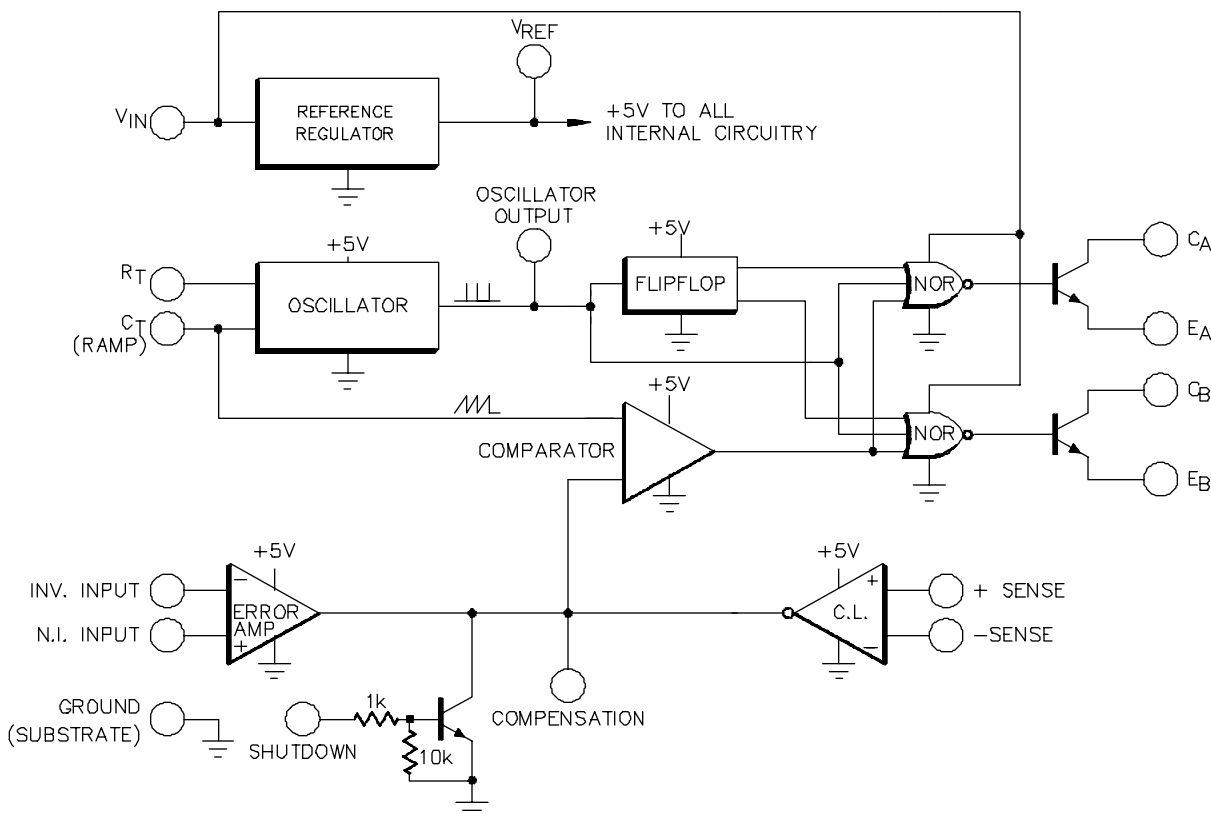 VREF
VIN
REFERENCE
REGULATOR
+5V TO ALL
INTERNAL CIRCUITRY
OSCILLATOR
OUTPUT
+5V
+5V
CA
RT
OSCILLATOR
FLIPFLOP
NOR
CT
(RAMP)
EA
+5V
CB
COMPARATOR
NOR
EB
+5V
+5V
INV. INPUT
−
ERROR
AMP
+
N.I. INPUT
+
C.L.
−
+ SENSE
−SENSE
GROUND
(SUBSTRATE)
SHUTDOWN
1k
10k
COMPENSATION